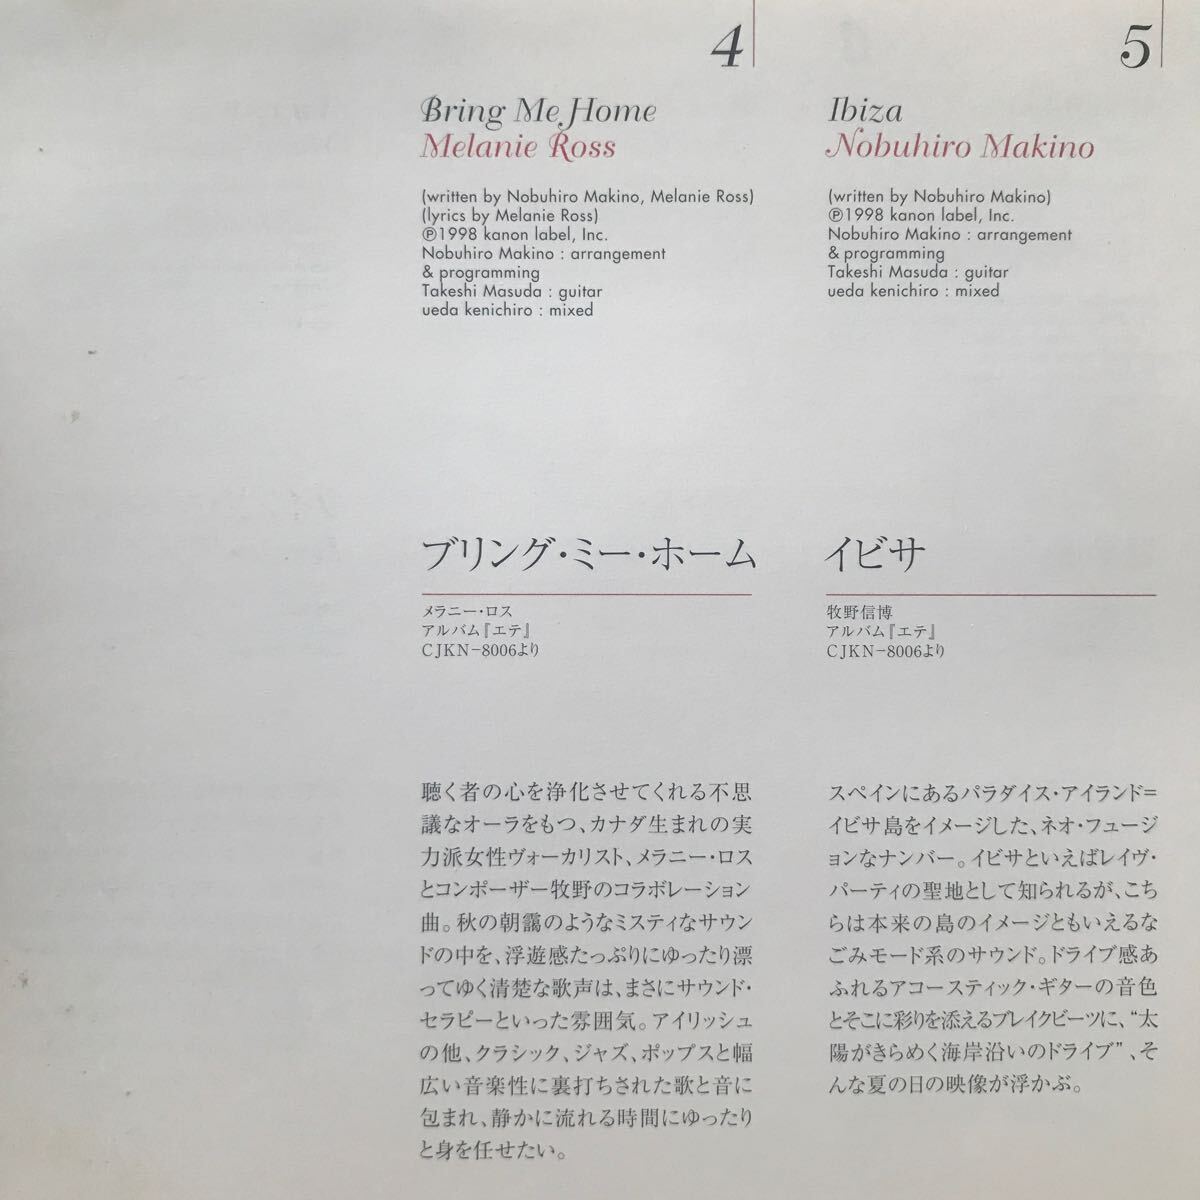 4
Bring Me Home
Melanie Ross
(written by Nobuhiro Makino, Melanie Ross)
(lyrics by Melanie Ross)
℗1998 kanon label, Inc.
Nobuhiro Makino : arrangement
& programming
Takeshi Masuda : guitar
ueda kenichiro : mixed
ブリング・ミー・ホーム
メラニー・ロス
アルバム『エテ』
CJKN-8006より
聴く者の心を浄化させてくれる不思
議なオーラをもつ、カナダ生まれの実
力派女性ヴォーカリスト、メラニー・ロス
とコンポーザー牧野のコラボレーション
曲。秋の朝靄のようなミスティなサウン
ドの中を、浮遊感たっぷりにゆったり漂
ってゆく清楚な歌声は、まさにサウンド・
セラピーといった雰囲気。アイリッシュ
の他、クラシック、ジャズ、ポップスと幅
広い音楽性に裏打ちされた歌と音に
包まれ、静かに流れる時間にゆったり
と身を任せたい。
5
Ibiza
Nobuhiro Makino
(written by Nobuhiro Makino)
℗1998 kanon label, Inc.
Nobuhiro Makino : arrangement
& programming
Takeshi Masuda : guitar
ueda kenichiro : mixed
イビサ
牧野信博
アルバム『エテ』
CJKN-8006より
スペインにあるパラダイス・アイランド=
イビサ島をイメージした、ネオ・フュージ
ョンなナンバー。イビサといえばレイヴ・
パーティの聖地として知られるが、こち
らは本来の島のイメージともいえるな
ごみモード系のサウンド。ドライブ感あ
ふれるアコースティック・ギターの音色
とそこに彩りを添えるブレイクビーツに、“太
陽がきらめく海岸沿いのドライブ”、そ
んな夏の日の映像が浮かぶ。